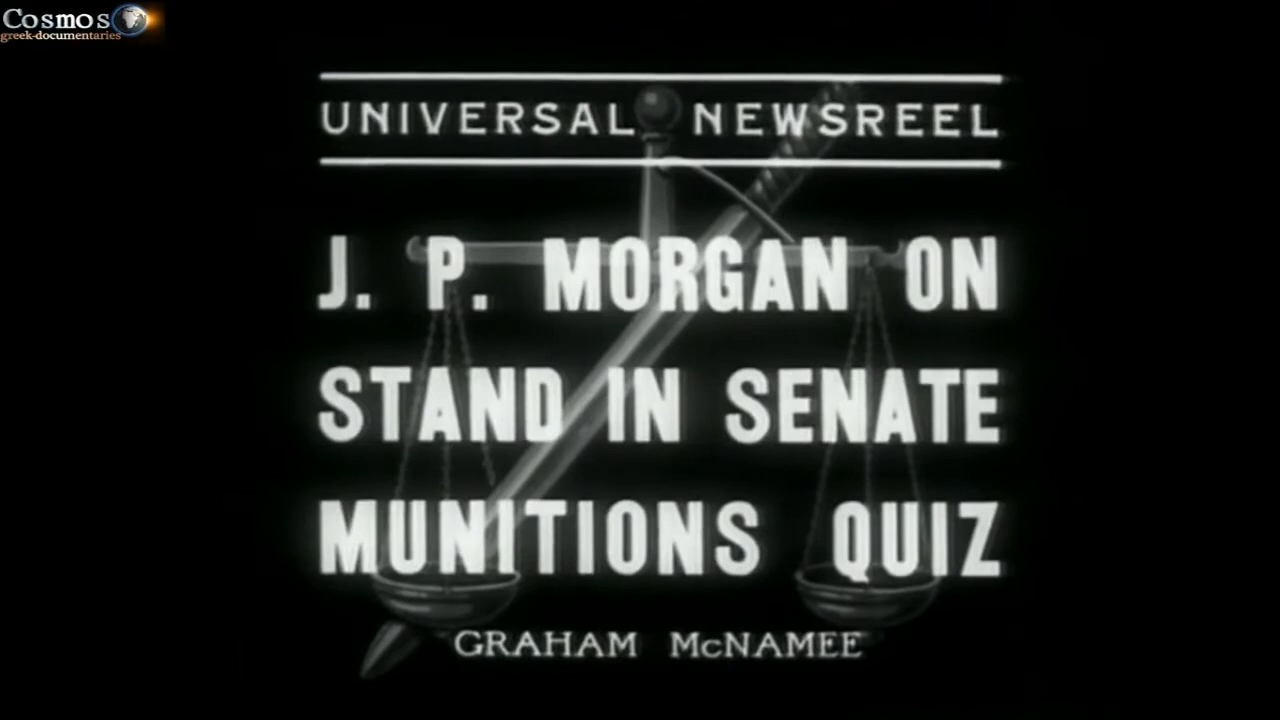 Cosmos
greek-documentaries
UNIVERSAL NEWSREEL
J. P. MORGAN ON
STAND IN SENATE
MUNITIONS QUIZ
GRAHAM McNAMEE